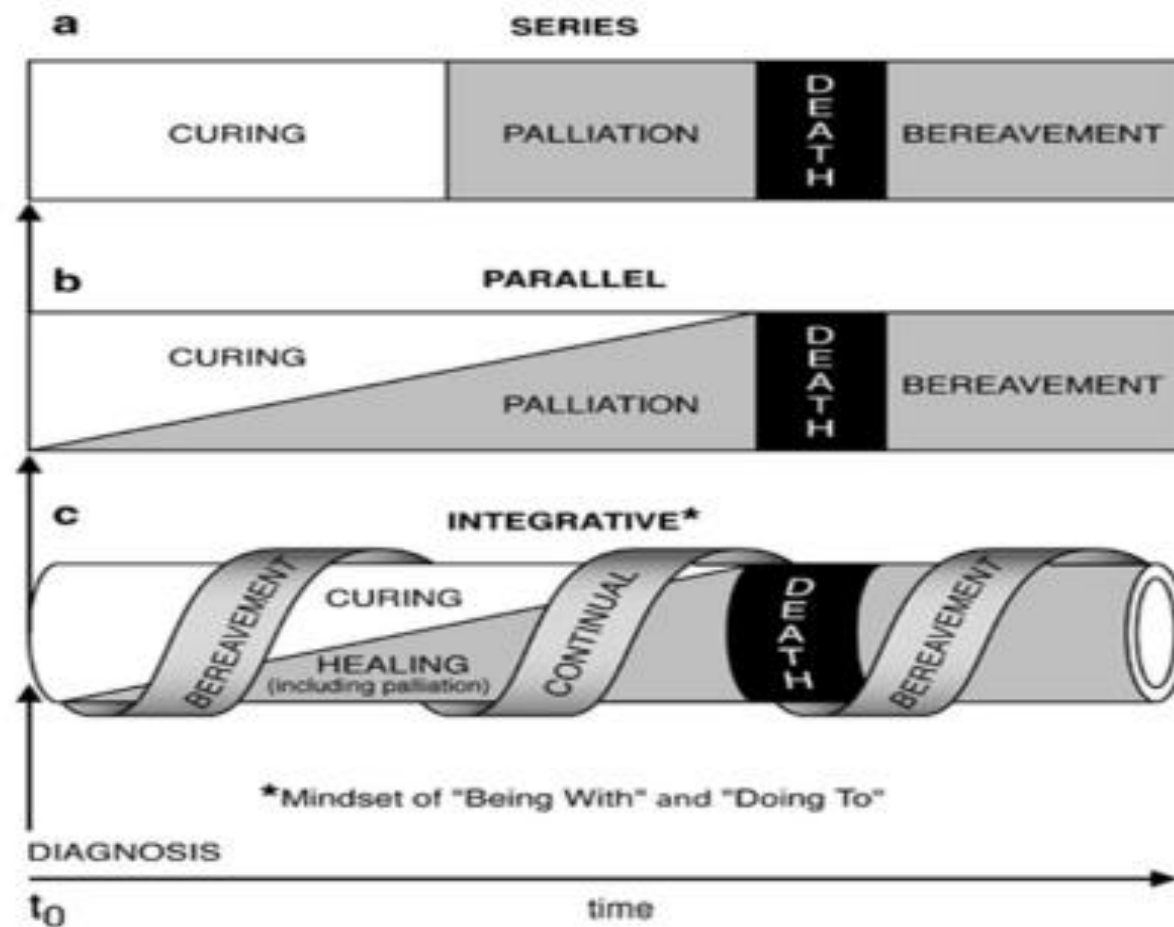 a
SERIES
CURING
PALLIATION
DEATH
BEREAVEMENT
b
PARALLEL
CURING
PALLIATION
DEATH
BEREAVEMENT
c
INTEGRATIVE*
BEREAVEMENT
CURING
HEALING
(including palliation)
CONTINUAL
DEATH
BEREAVEMENT
*Mindset of "Being With" and "Doing To"
DIAGNOSIS
t0
time